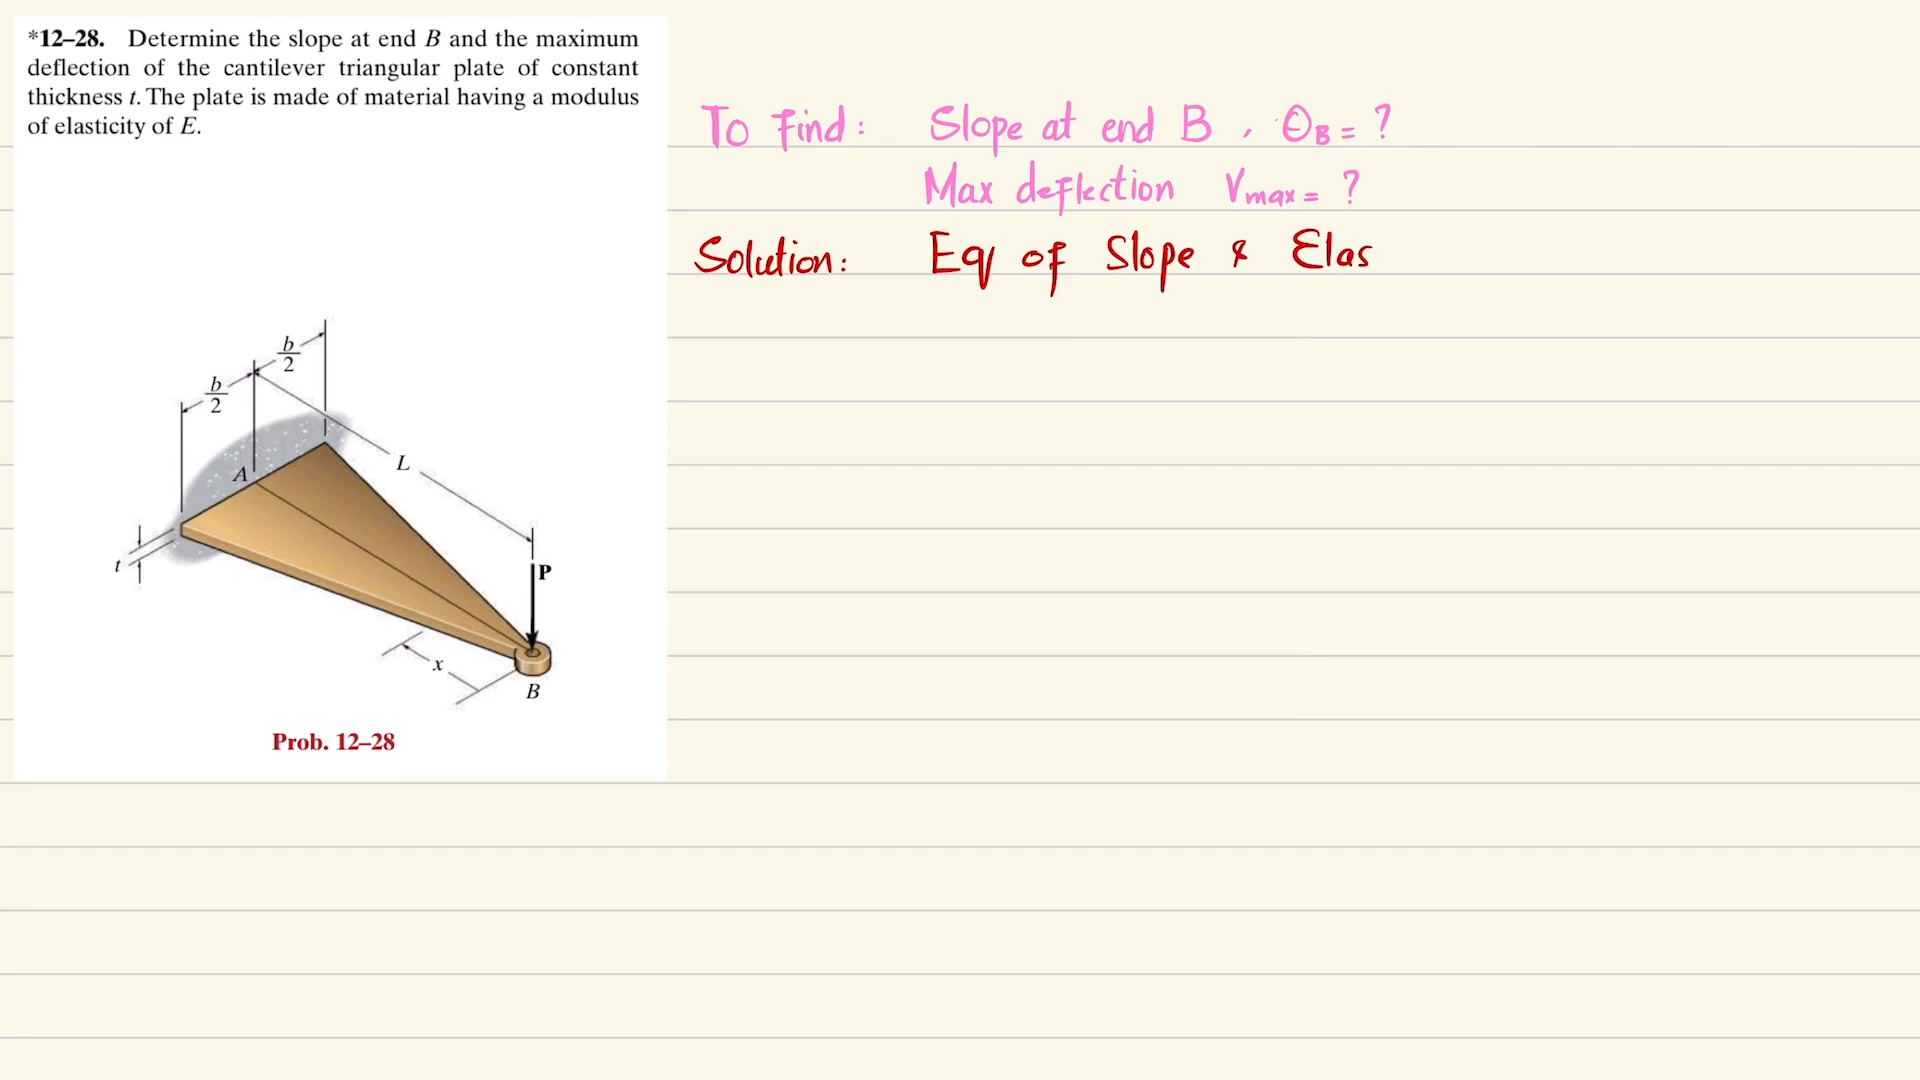 *12–28. Determine the slope at end B and the maximum
deflection of the cantilever triangular plate of constant
thickness t. The plate is made of material having a modulus
of elasticity of E.
To Find: Slope at end B , ΘB = ?
Max deflection Vmax = ?
Solution: Eq of Slope & Elas
b
2
b
2
A
L
t
P
x
B
Prob. 12–28